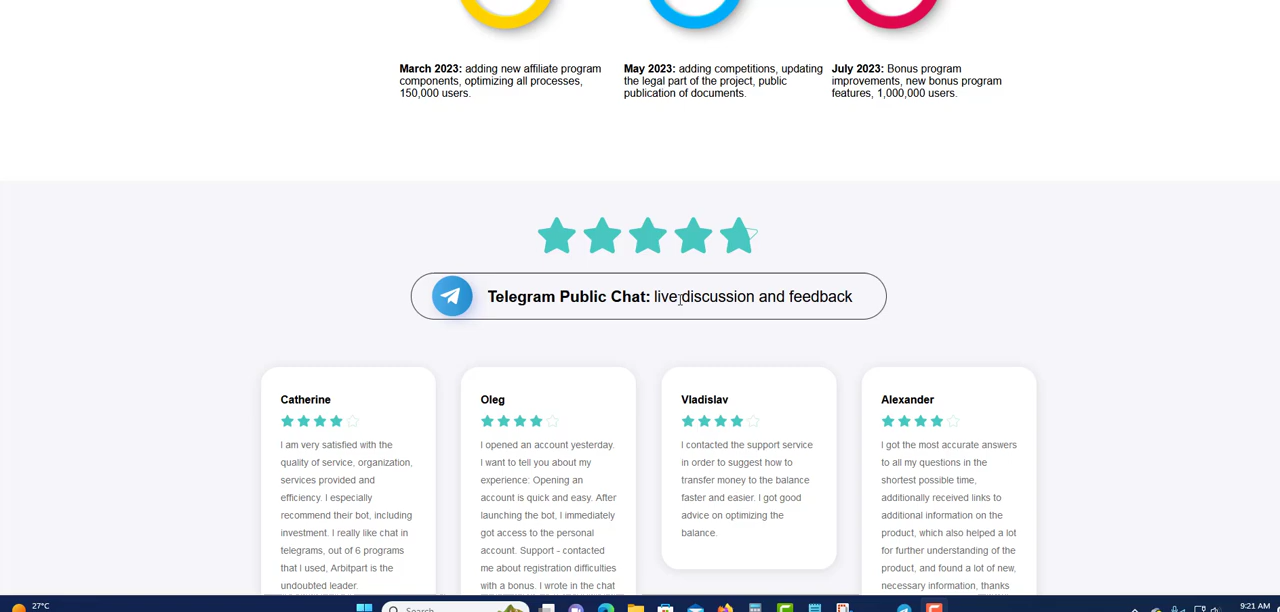 March 2023: adding new affiliate program
components, optimizing all processes,
150,000 users.
May 2023: adding competitions, updating
the legal part of the project, public
publication of documents.
July 2023: Bonus program
improvements, new bonus program
features, 1,000,000 users.
Telegram Public Chat: live discussion and feedback
Catherine
I am very satisfied with the
quality of service, organization,
services provided and
efficiency. I especially
recommend their bot, including
investment. I really like chat in
telegrams, out of 6 programs
that I used, Arbitpart is the
undoubted leader.
Oleg
I opened an account yesterday.
I want to tell you about my
experience: Opening an
account is quick and easy. After
launching the bot, I immediately
got access to the personal
account. Support - contacted
me about registration difficulties
with a bonus. I wrote in the chat
Vladislav
I contacted the support service
in order to suggest how to
transfer money to the balance
faster and easier. I got good
advice on optimizing the
balance.
Alexander
I got the most accurate answers
to all my questions in the
shortest possible time,
additionally received links to
additional information on the
product, which also helped a lot
for further understanding of the
product, and found a lot of new,
necessary information, thanks
27°C
Search
9:21 AM